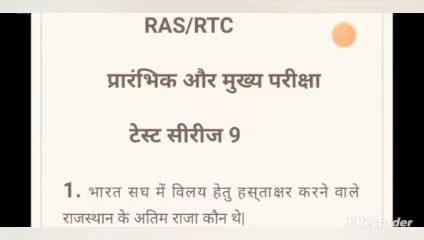 RAS/RTC
प्रारंभिक और मुख्य परीक्षा
टेस्ट सीरीज 9
1. भारत सघ में विलय हेतु हस्ताक्षर करने वाले
राजस्थान के अतिम राजा कौन थे|